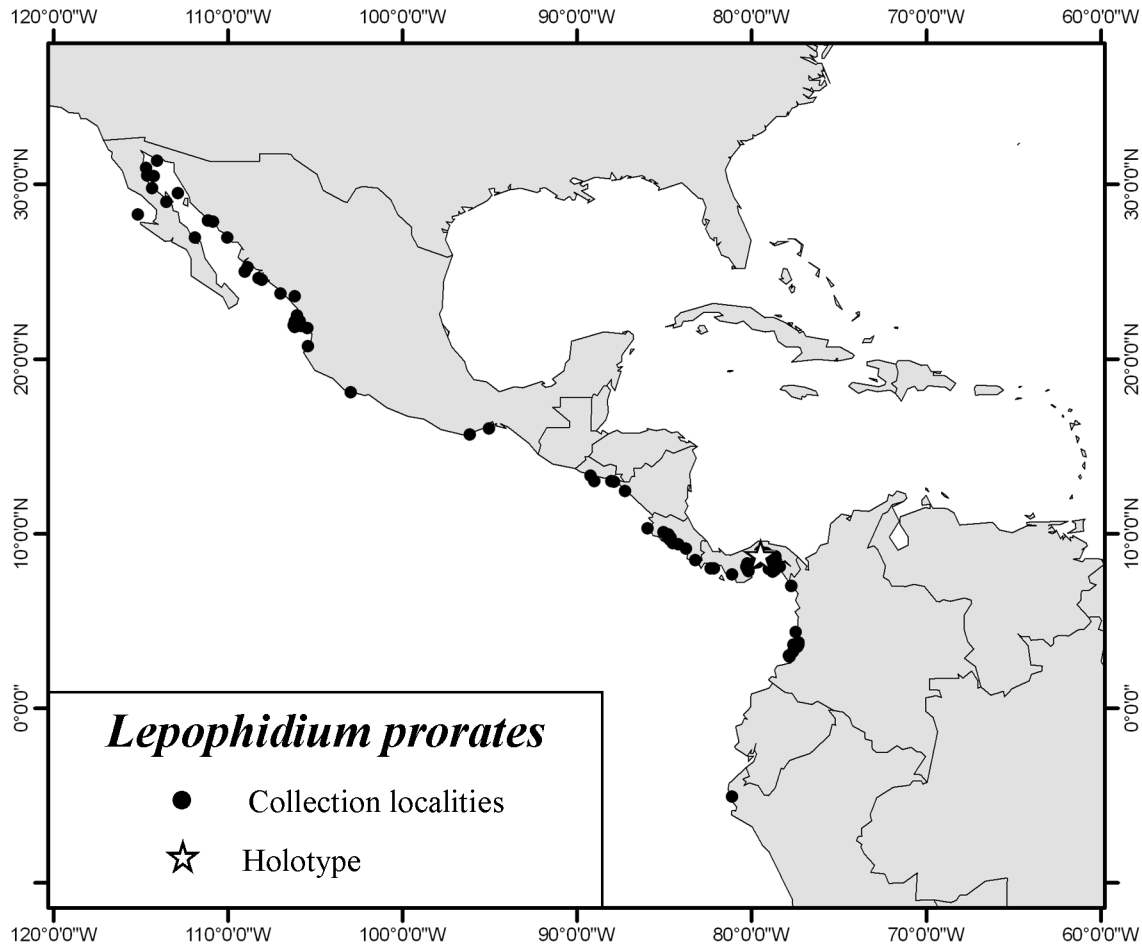 120°0'0"W 110°0'0"W 100°0'0"W 90°0'0"W 80°0'0"W 70°0'0"W 60°0'0"W
30°0'0"N 30°0'0"N
20°0'0"N 20°0'0"N
10°0'0"N 10°0'0"N
0°0'0" 0°0'0"
Lepophidium prorates
Collection localities
Holotype
120°0'0"W 110°0'0"W 100°0'0"W 90°0'0"W 80°0'0"W 70°0'0"W 60°0'0"W